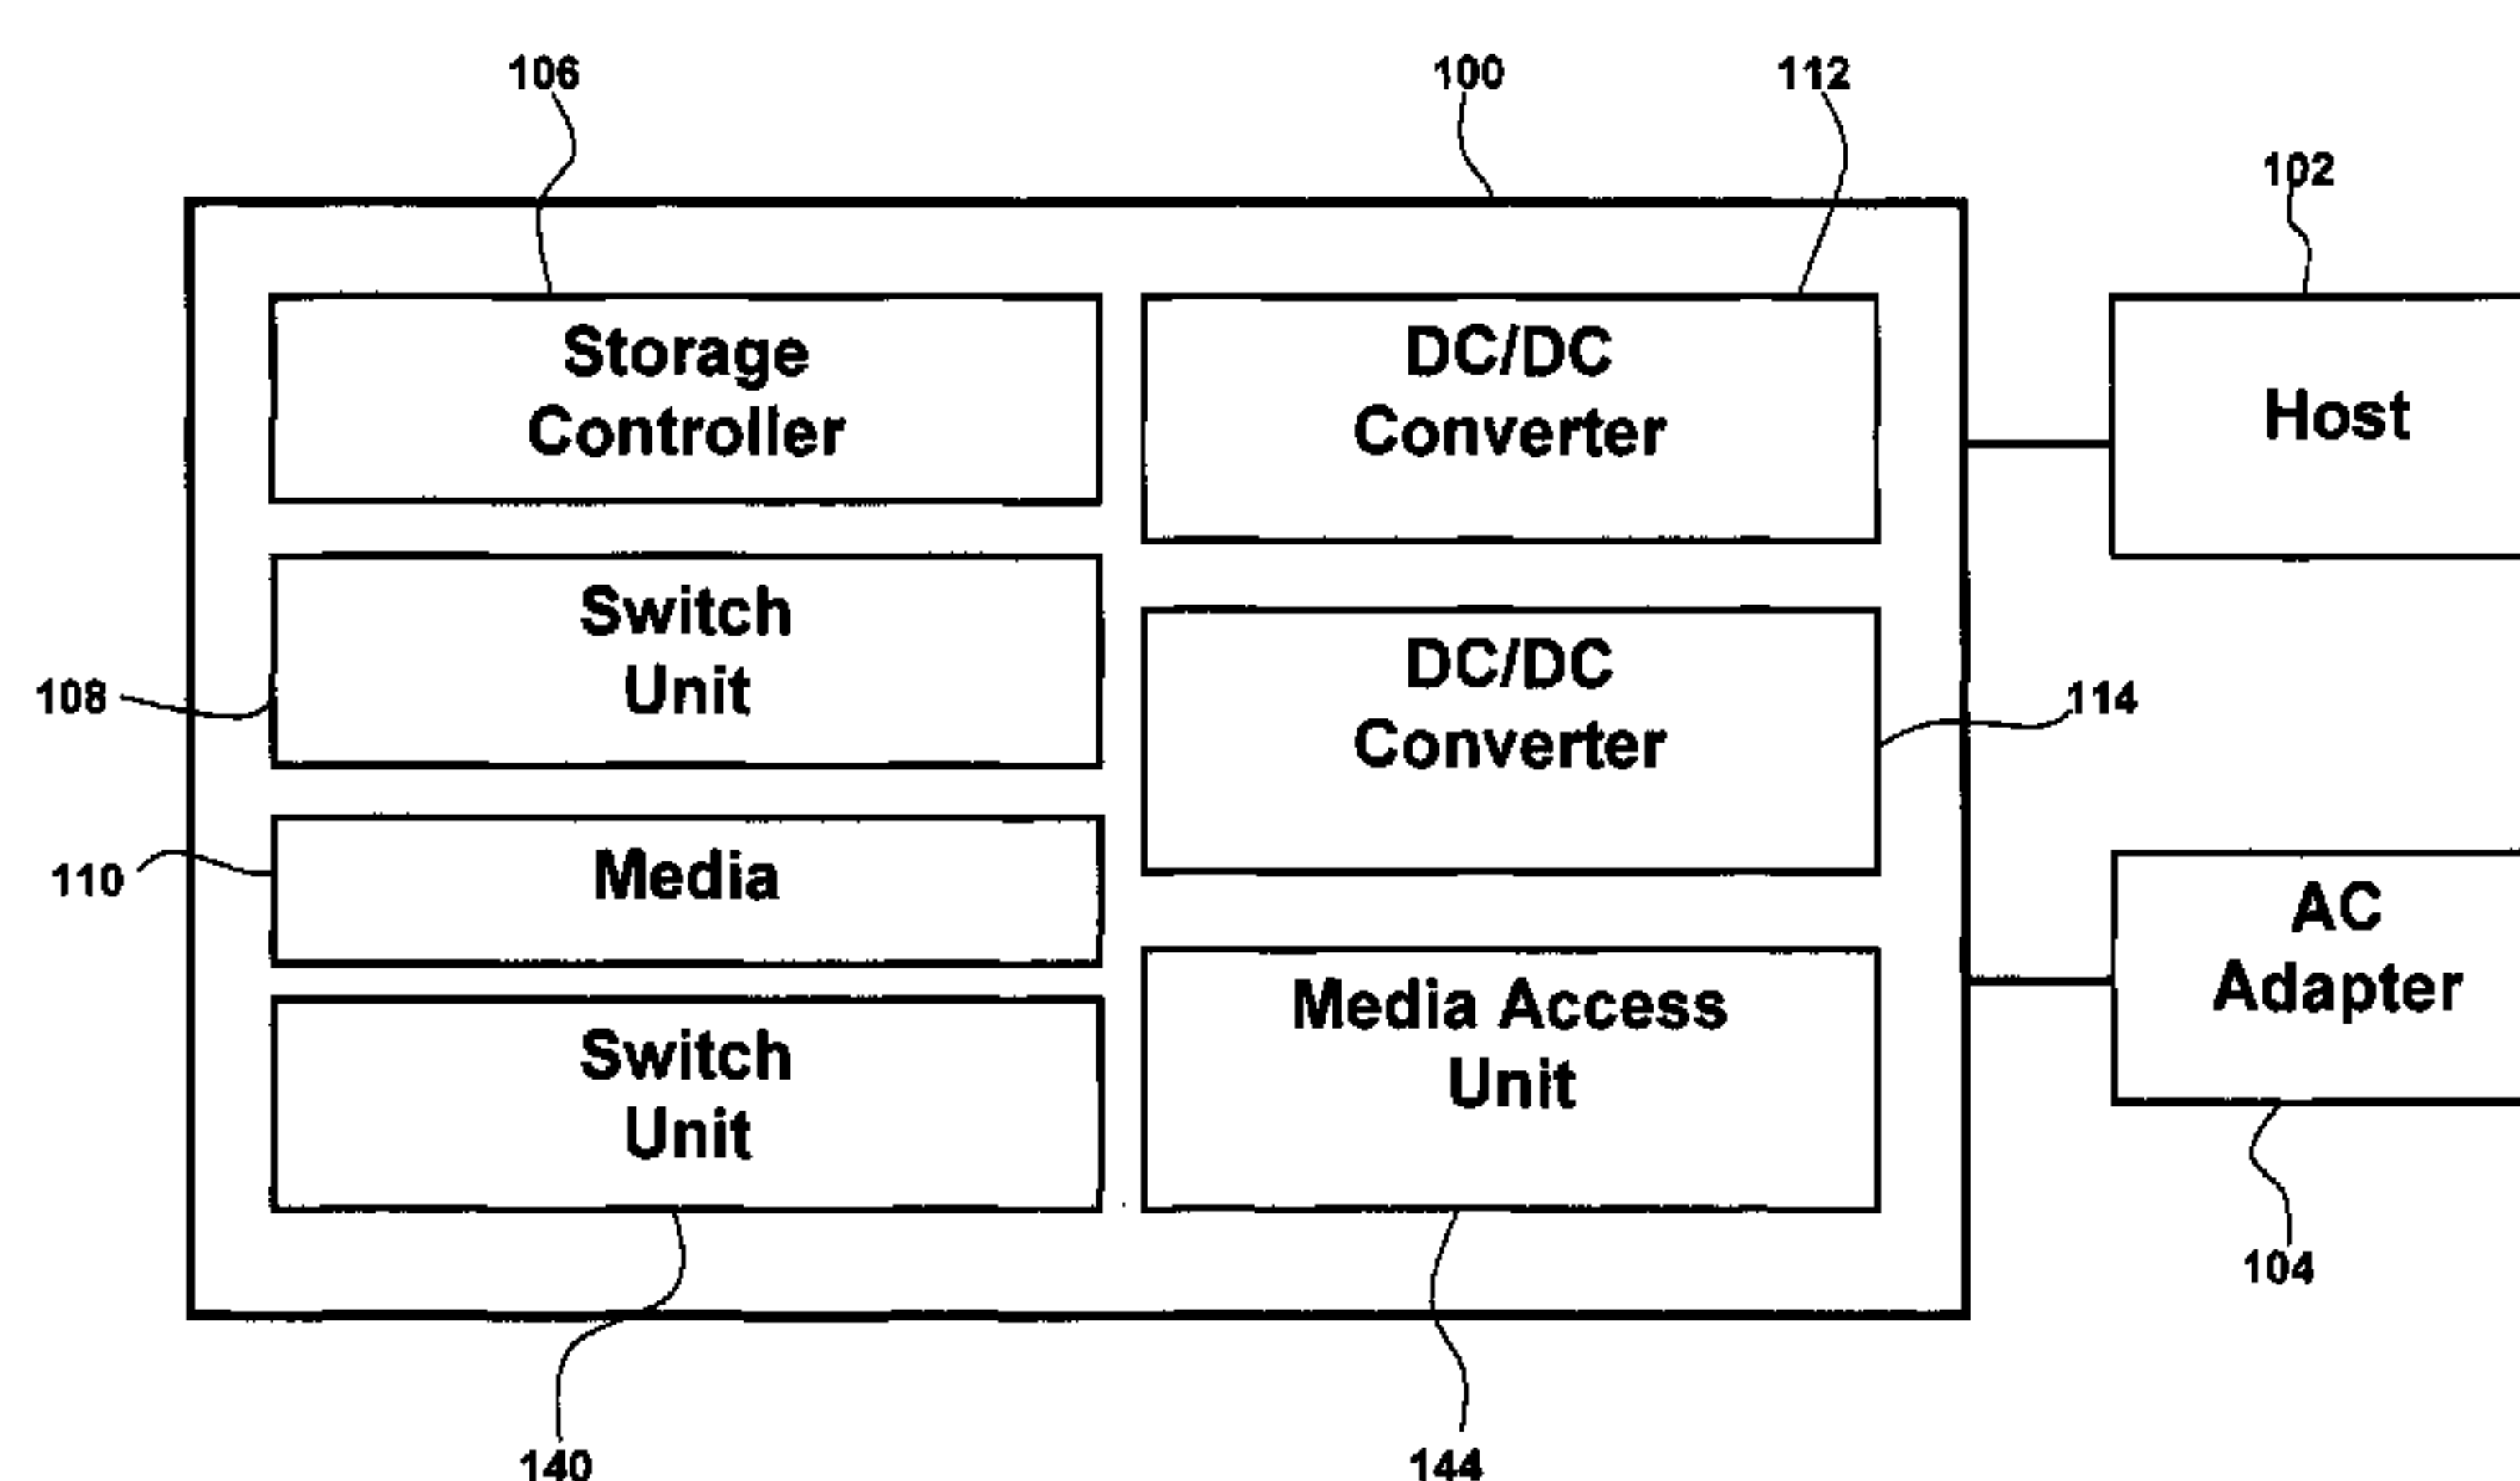 106
100
112
102
Storage
Controller
DC/DC
Converter
Host
Switch
Unit
108
DC/DC
Converter
114
110
Media
AC
Adapter
Switch
Unit
Media Access
Unit
104
140
144